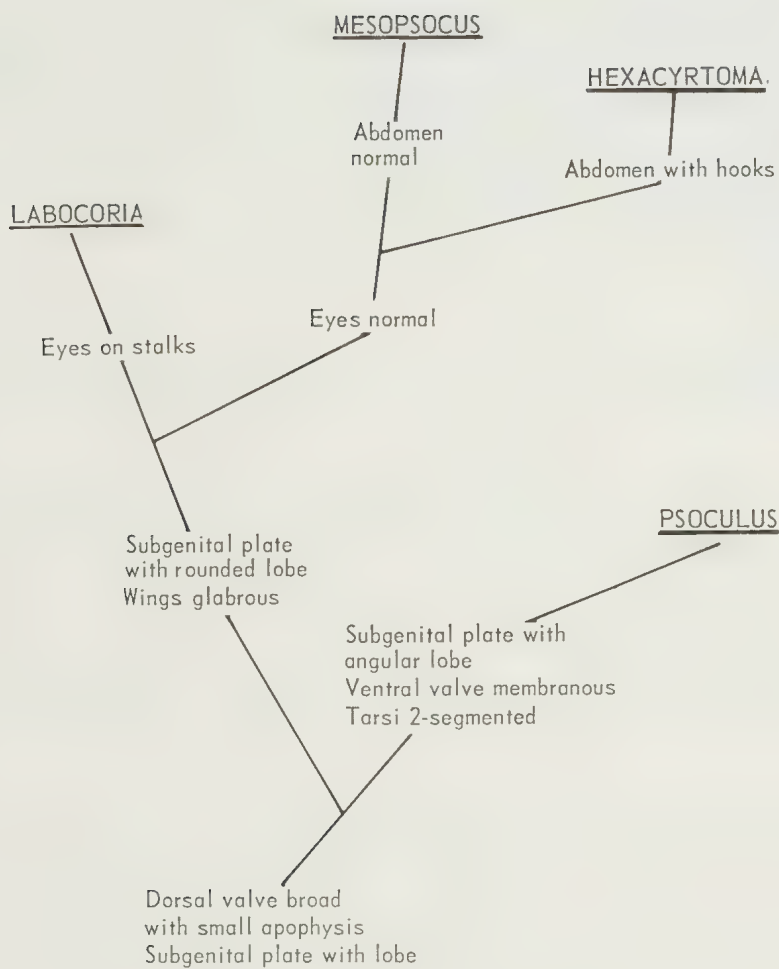 MESOPSOCUS
HEXACYRTOMA.
Abdomen
normal
Abdomen with hooks
LABOCORIA
Eyes normal
Eyes on stalks
PSOCULUS
Subgenital plate
with rounded lobe
Wings glabrous
Subgenital plate with
angular lobe
Ventral valve membranous
Tarsi 2-segmented
Dorsal valve broad
with small apophysis
Subgenital plate with lobe